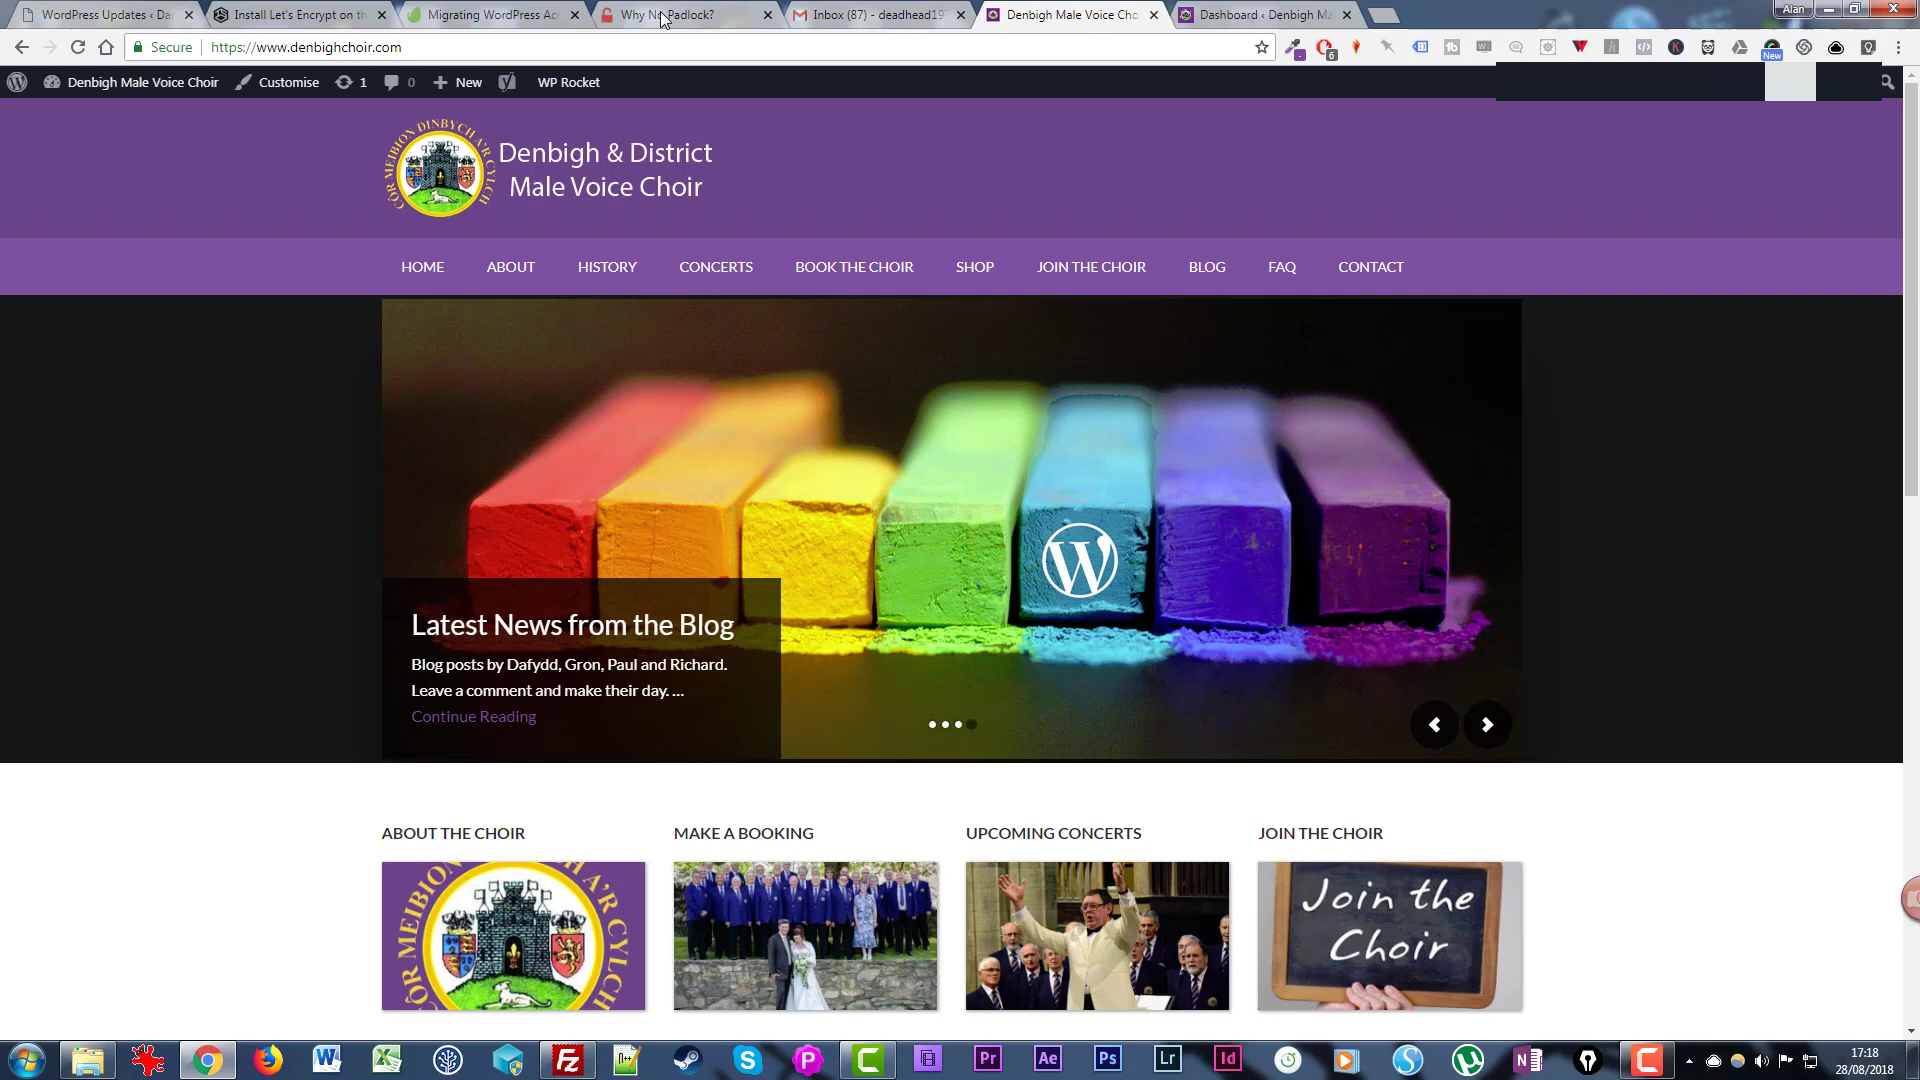 WordPress Updates ‹ Da
Install Let's Encrypt on th
Migrating WordPress Ac
Why No Padlock?
Inbox (87) - deadhead19
Denbigh Male Voice Cho
Dashboard ‹ Denbigh Ma
Alan
Secure
https://www.denbighchoir.com
6
New
Denbigh Male Voice Choir
Customise
1
0
New
WP Rocket
COR MEIBION DINBYCH A'R CYLCH
Denbigh & District
Male Voice Choir
HOME
ABOUT
HISTORY
CONCERTS
BOOK THE CHOIR
SHOP
JOIN THE CHOIR
BLOG
FAQ
CONTACT
Latest News from the Blog
Blog posts by Dafydd, Gron, Paul and Richard.
Leave a comment and make their day. ...
Continue Reading
ABOUT THE CHOIR
MAKE A BOOKING
UPCOMING CONCERTS
JOIN THE CHOIR
Join the
Choir
17:18
28/08/2018